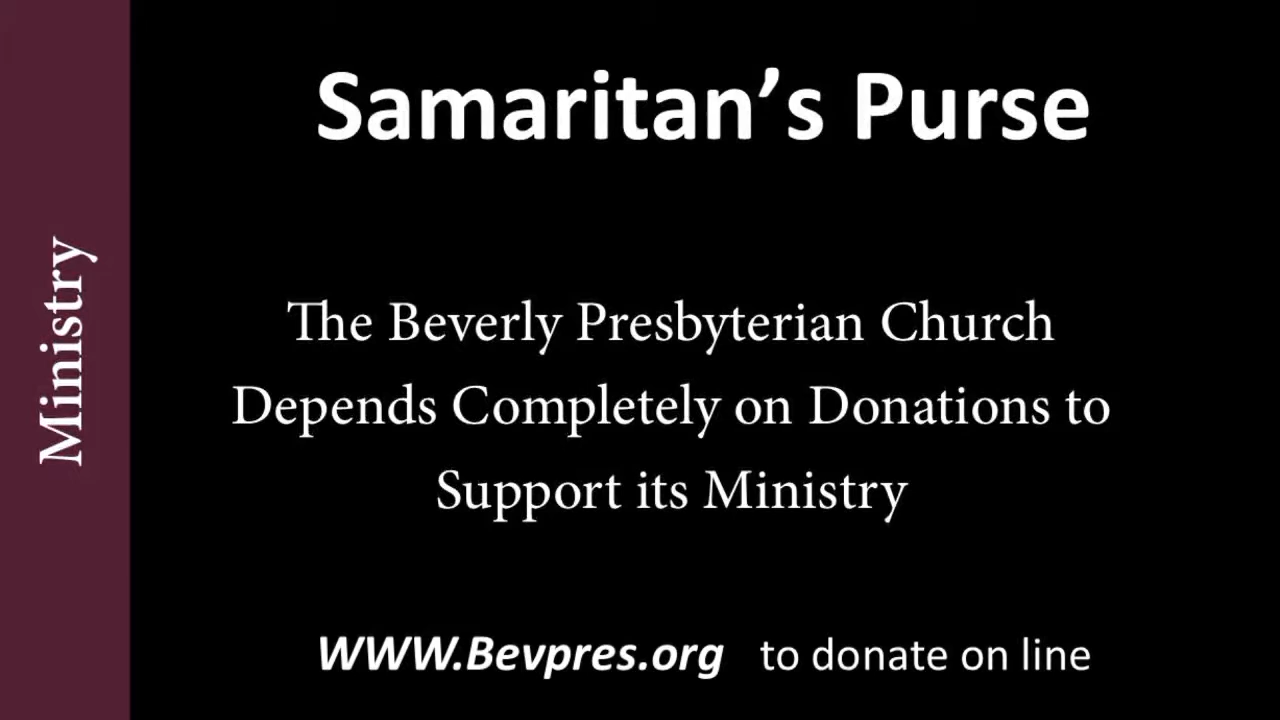 Samaritan’s Purse
Ministry
The Beverly Presbyterian Church
Depends Completely on Donations to
Support its Ministry
WWW.Bevpres.org to donate on line